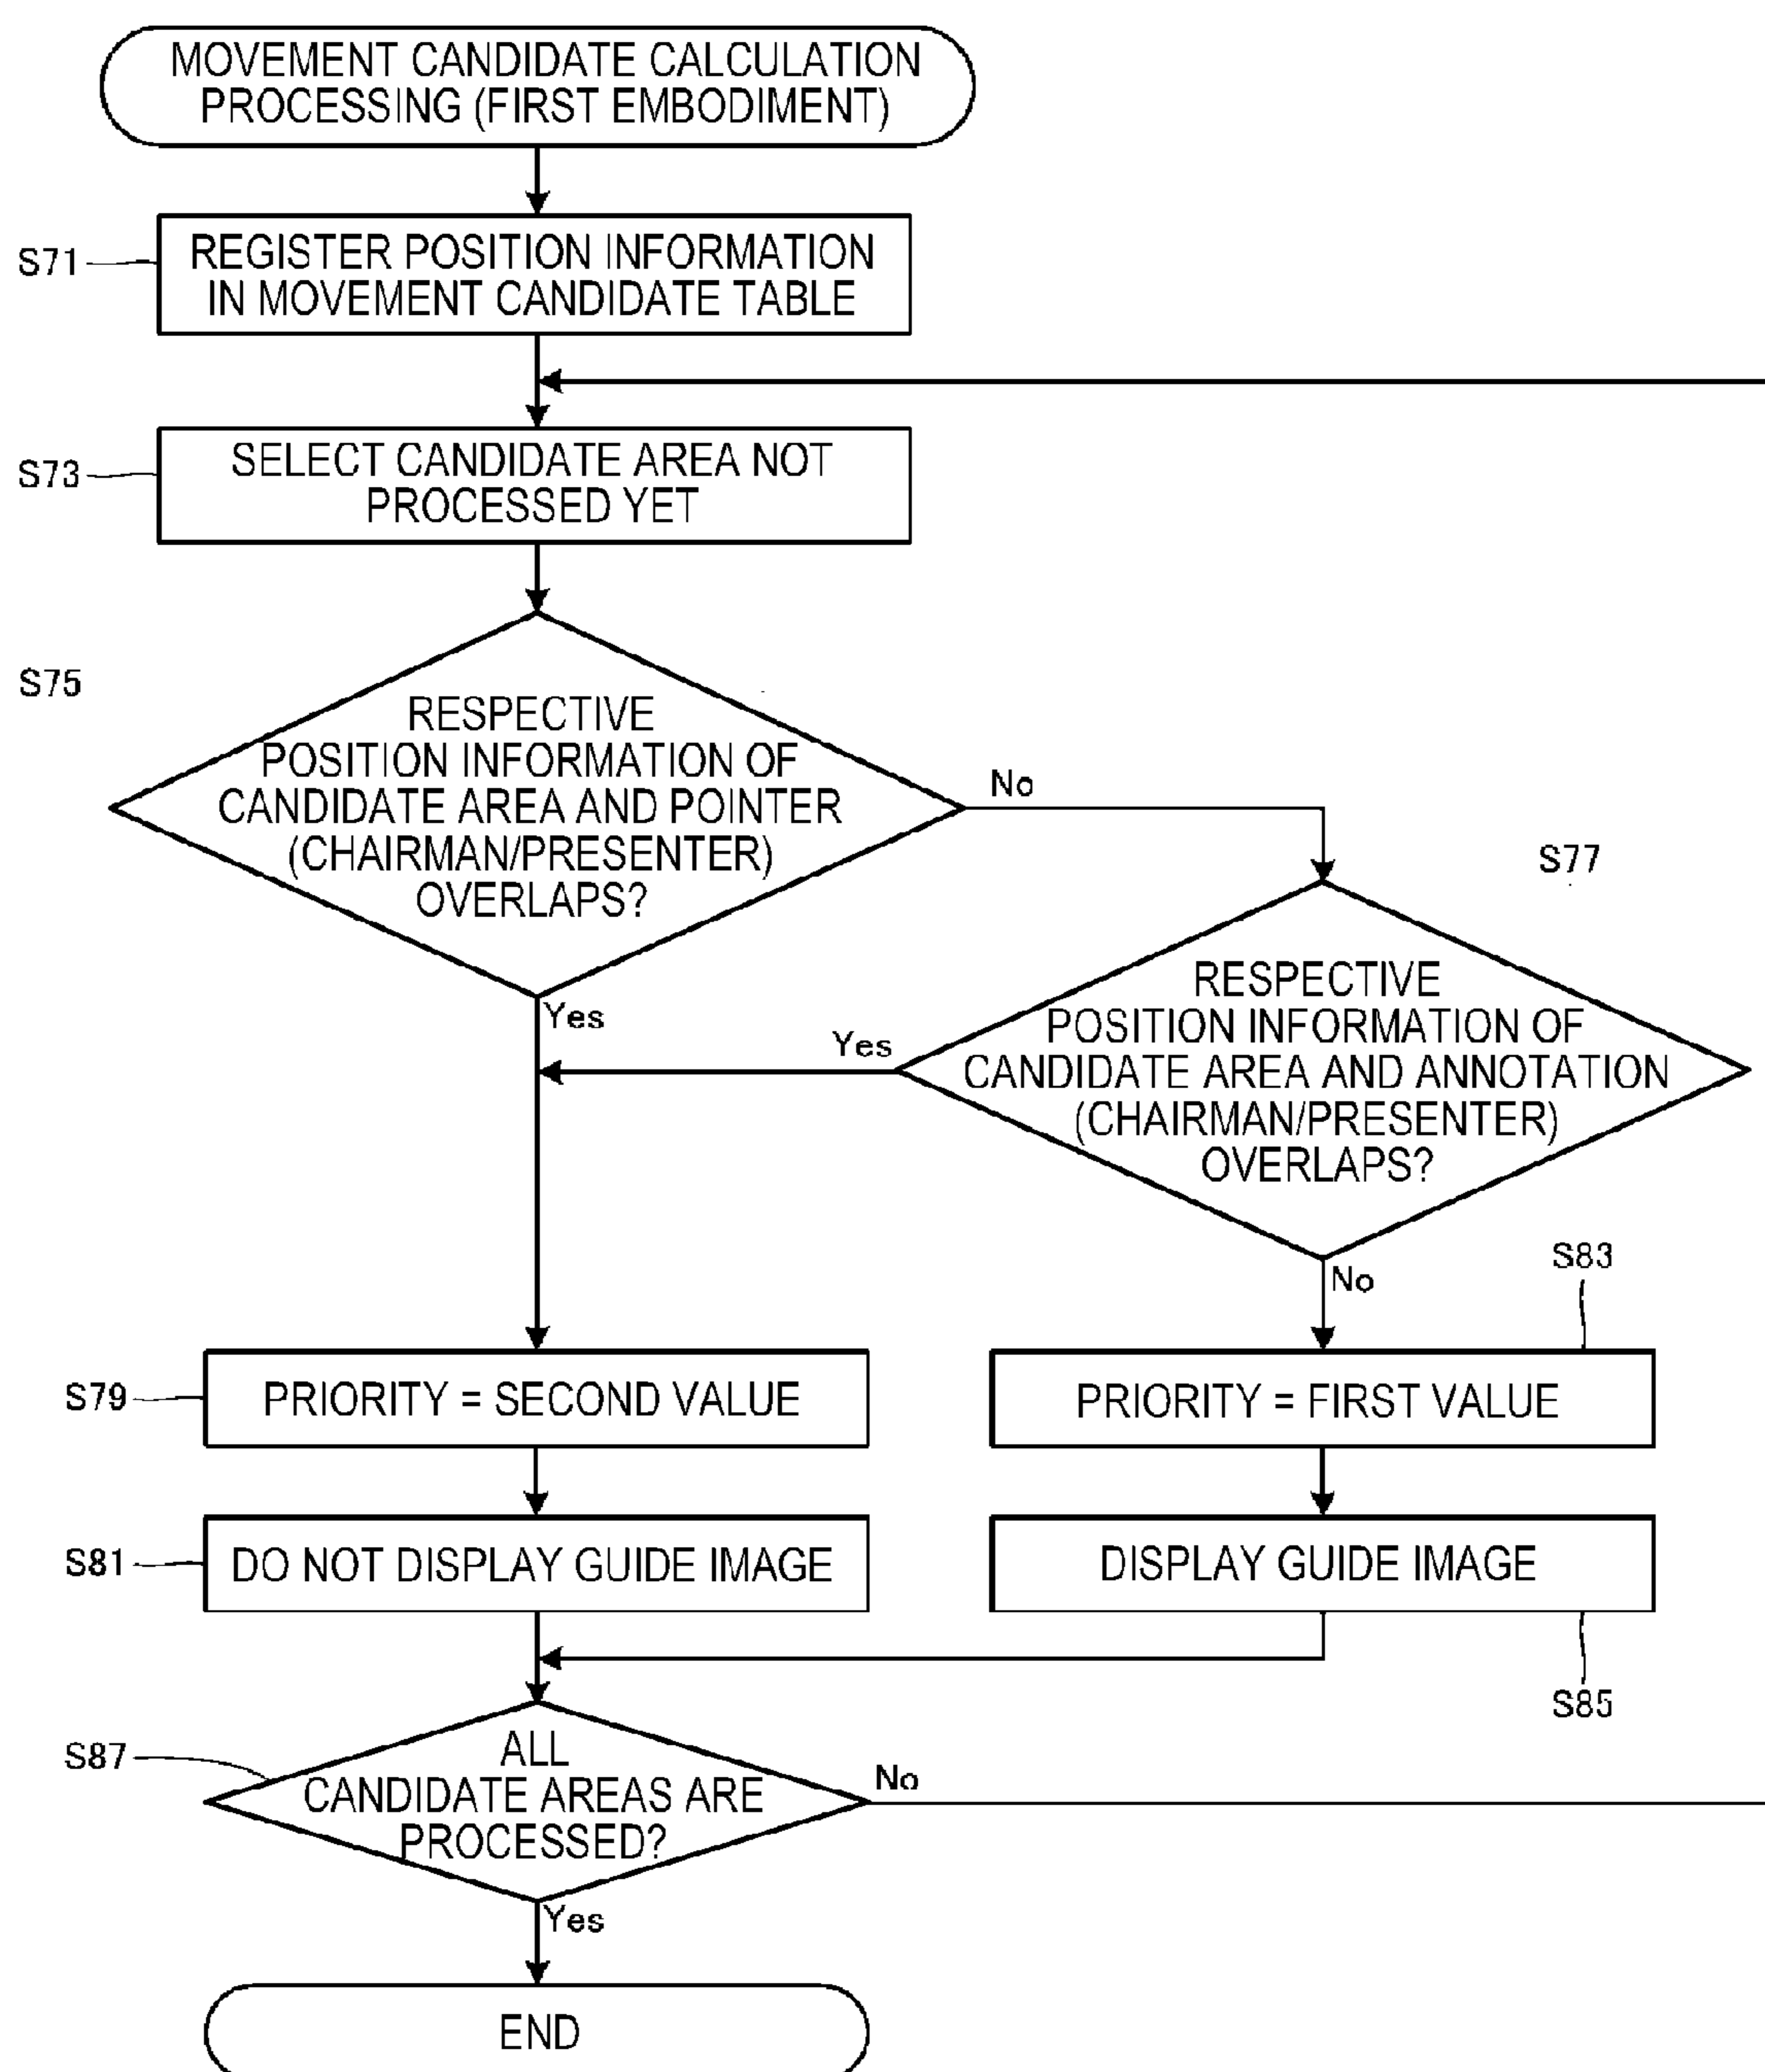 MOVEMENT CANDIDATE CALCULATION
PROCESSING (FIRST EMBODIMENT)
S71
REGISTER POSITION INFORMATION
IN MOVEMENT CANDIDATE TABLE
S73
SELECT CANDIDATE AREA NOT
PROCESSED YET
S75
RESPECTIVE
POSITION INFORMATION OF
CANDIDATE AREA AND POINTER
(CHAIRMAN/PRESENTER)
OVERLAPS?
No
Yes
S77
RESPECTIVE
POSITION INFORMATION OF
CANDIDATE AREA AND ANNOTATION
(CHAIRMAN/PRESENTER)
OVERLAPS?
Yes
No
S79
PRIORITY = SECOND VALUE
S83
PRIORITY = FIRST VALUE
S81
DO NOT DISPLAY GUIDE IMAGE
DISPLAY GUIDE IMAGE
S85
S87
ALL
CANDIDATE AREAS ARE
PROCESSED?
No
Yes
END